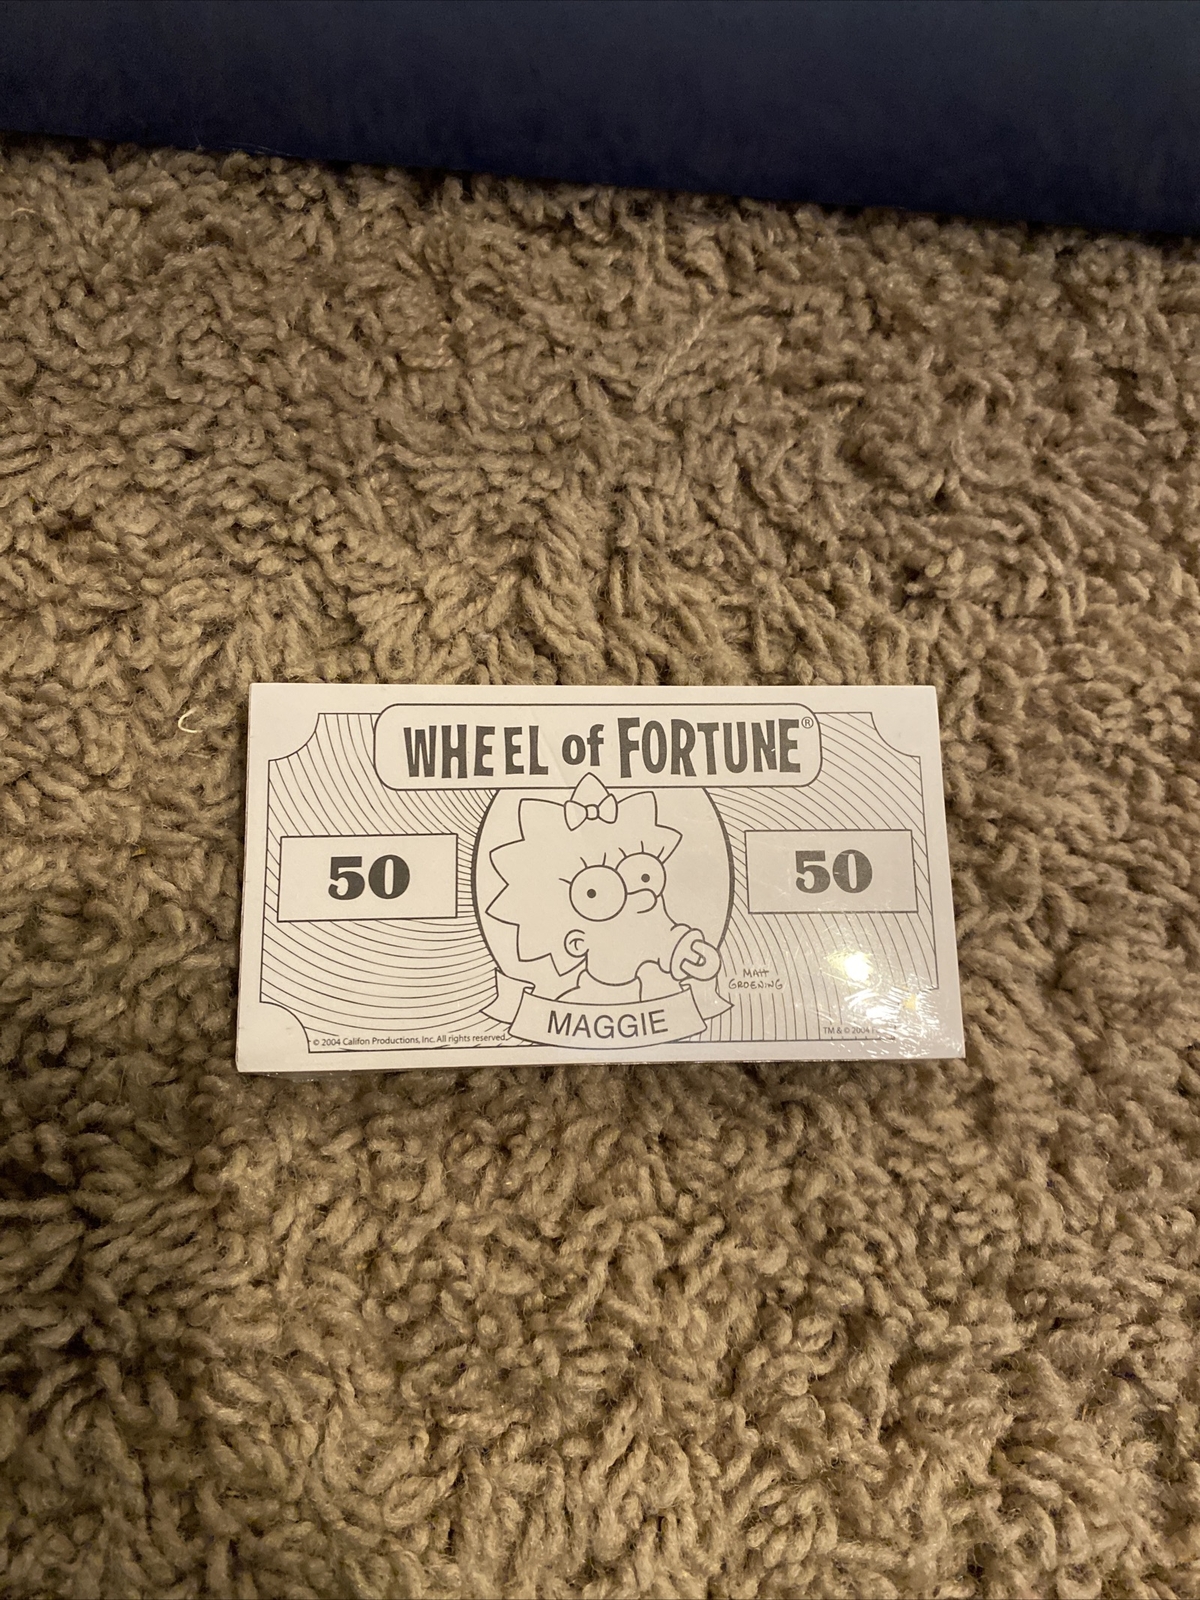 WHEEL of FORTUNE®
50
50
MATT
GROENING
MAGGIE
© 2004 Califon Productions, Inc. All rights reserved.
TM & © 2004